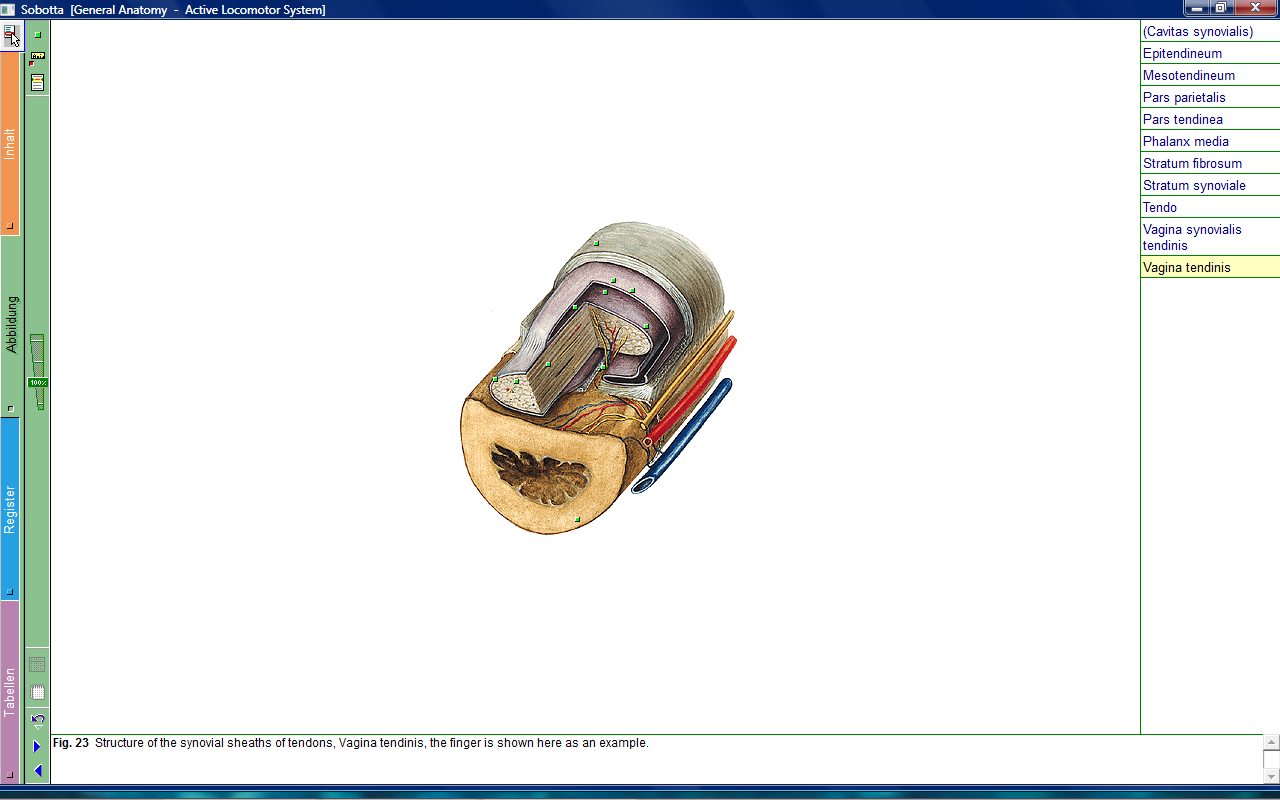 Sobotta [General Anatomy - Active Locomotor System]
Inhalt
Abbildung
Register
Tabellen
100%
(Cavitas synovialis)
Epitendineum
Mesotendineum
Pars parietalis
Pars tendinea
Phalanx media
Stratum fibrosum
Stratum synoviale
Tendo
Vagina synovialis
tendinis
Vagina tendinis
Fig. 23 Structure of the synovial sheaths of tendons, Vagina tendinis, the finger is shown here as an example.